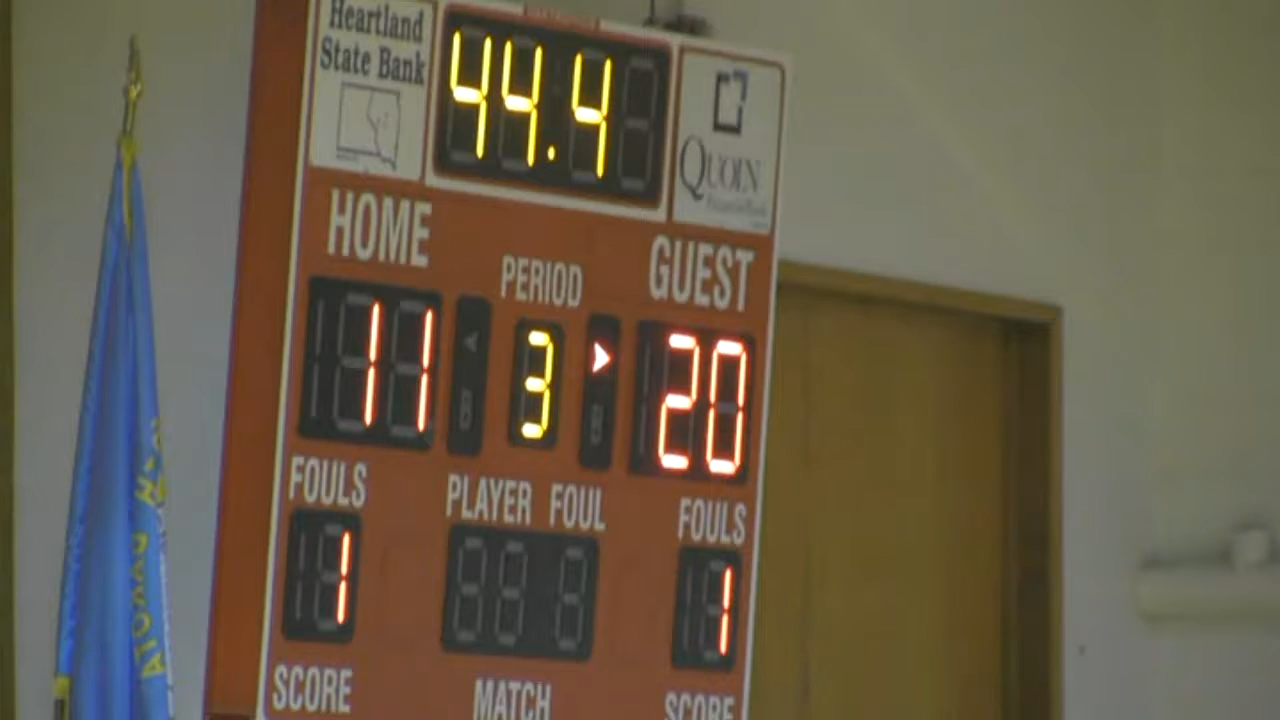 Heartland
State Bank
44.4
QUOIN
HOME
PERIOD
GUEST
11
3
20
A
B
B
FOULS
PLAYER FOUL
FOULS
1
1
SCORE
MATCH
SCORE